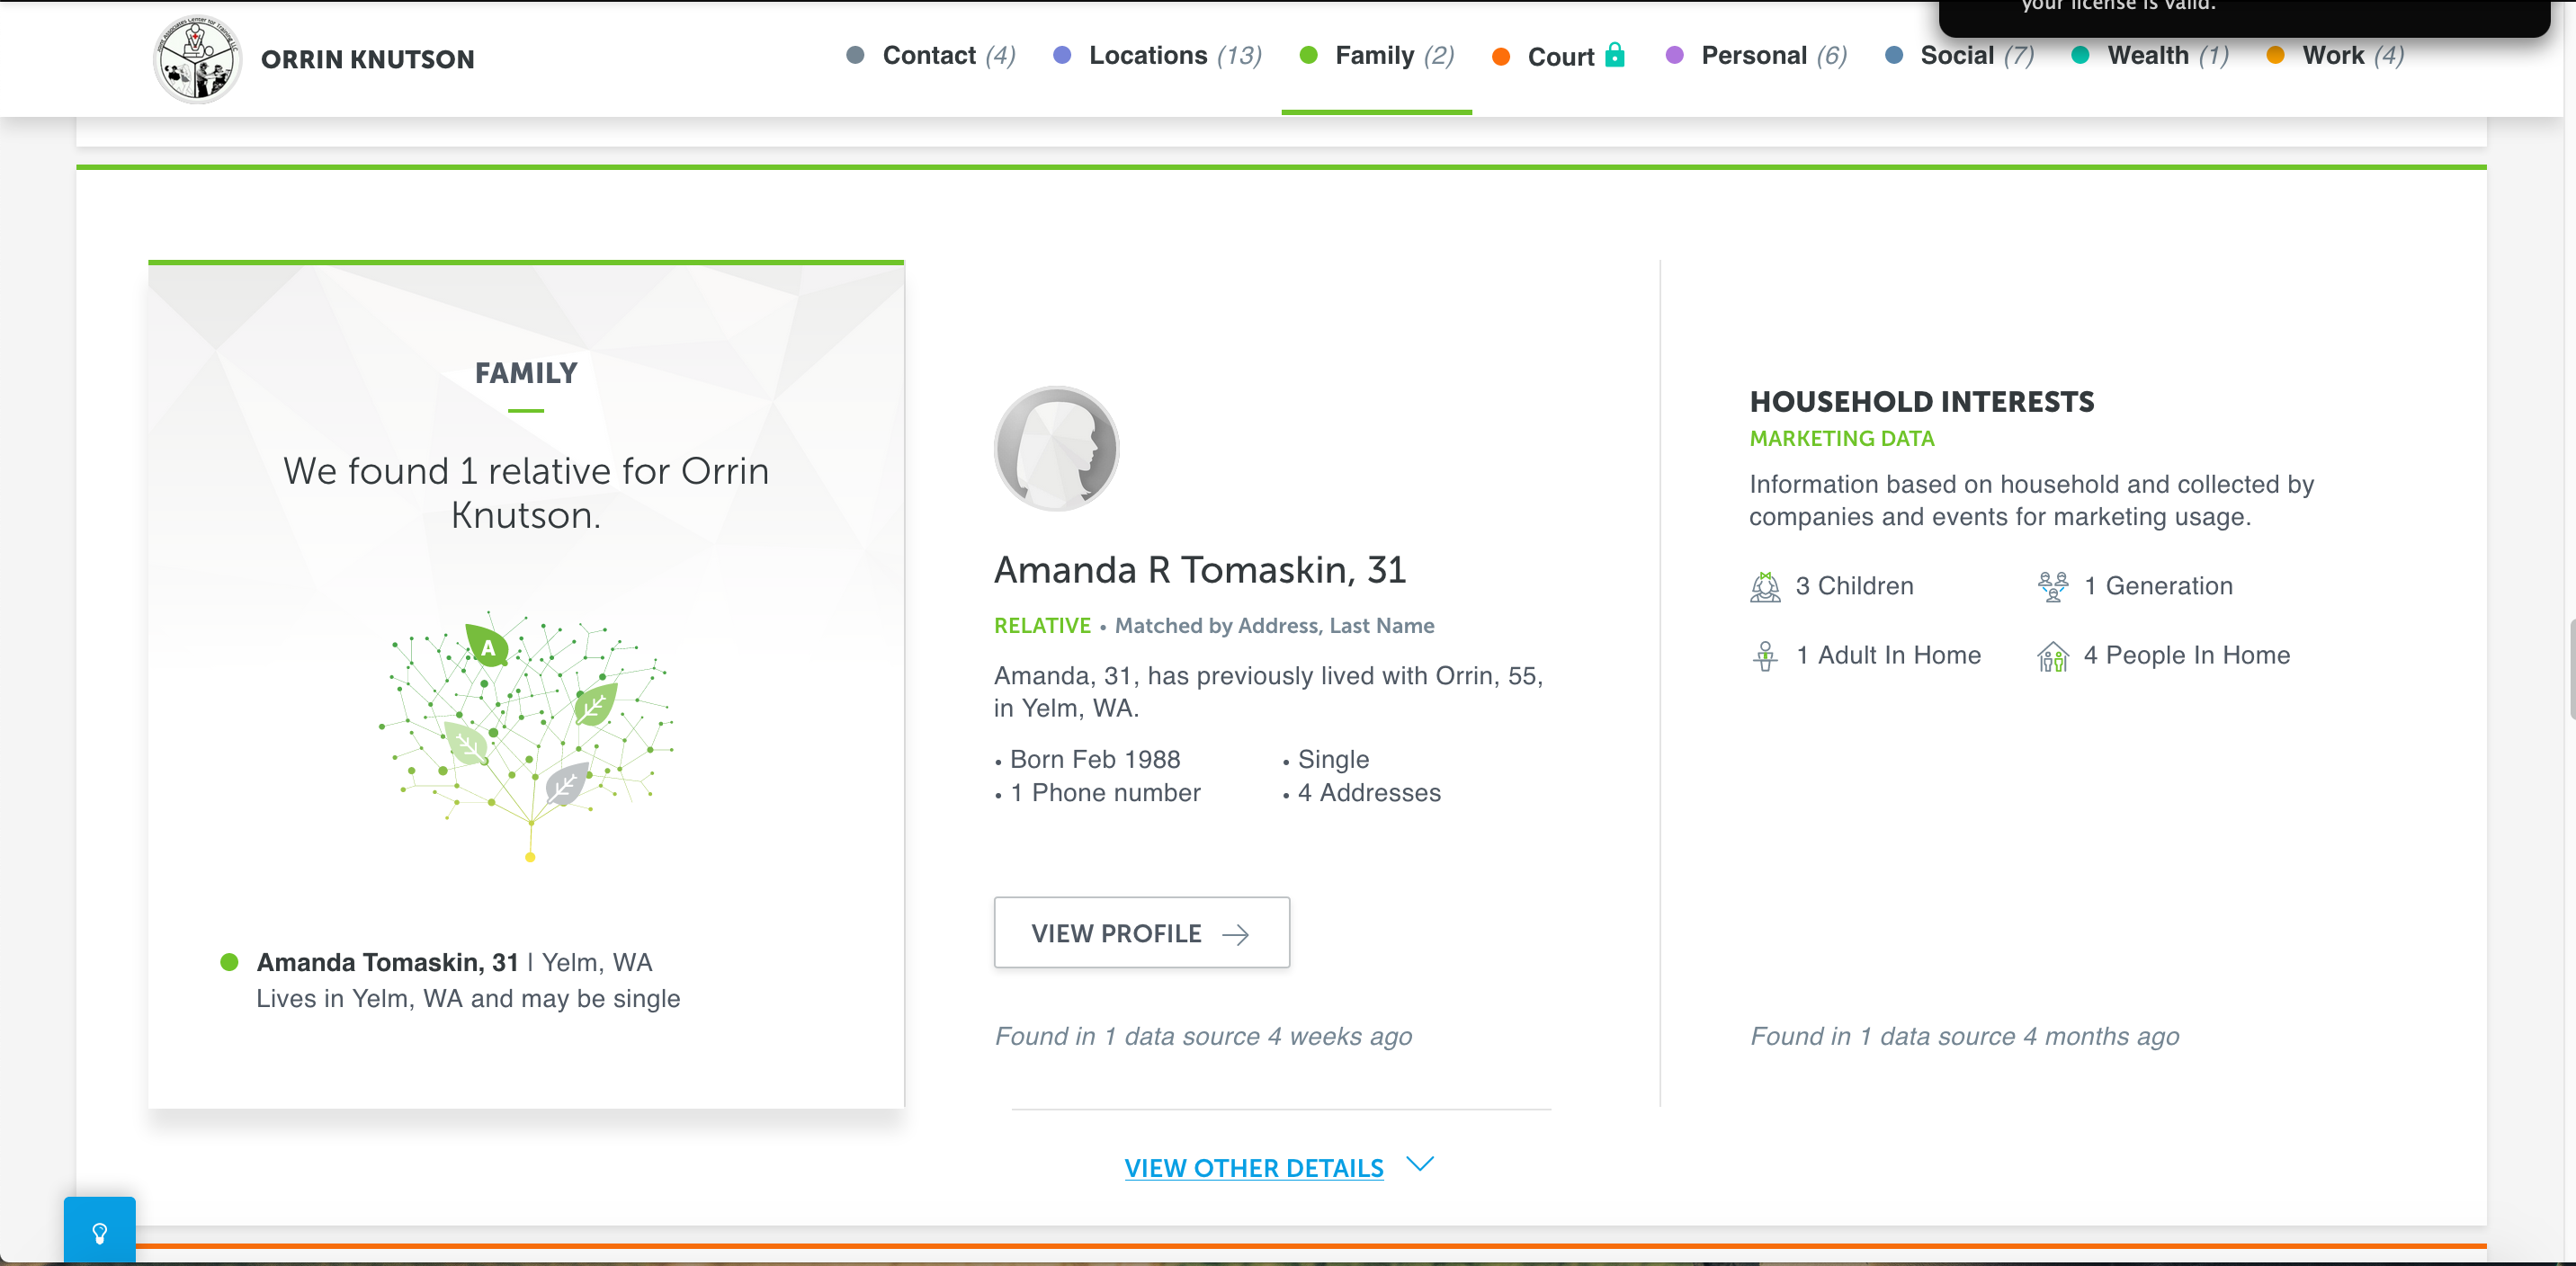 your license is valid.
ORRIN KNUTSON
Contact (4)
Locations (13)
Family (2)
Court
Personal (6)
Social (7)
Wealth (1)
Work (4)
FAMILY
We found 1 relative for Orrin
Knutson.
A
Amanda Tomaskin, 31 | Yelm, WA
Lives in Yelm, WA and may be single
Amanda R Tomaskin, 31
RELATIVE • Matched by Address, Last Name
Amanda, 31, has previously lived with Orrin, 55,
in Yelm, WA.
• Born Feb 1988
• Single
• 1 Phone number
• 4 Addresses
VIEW PROFILE
Found in 1 data source 4 weeks ago
HOUSEHOLD INTERESTS
MARKETING DATA
Information based on household and collected by
companies and events for marketing usage.
3 Children
1 Generation
1 Adult In Home
4 People In Home
Found in 1 data source 4 months ago
VIEW OTHER DETAILS